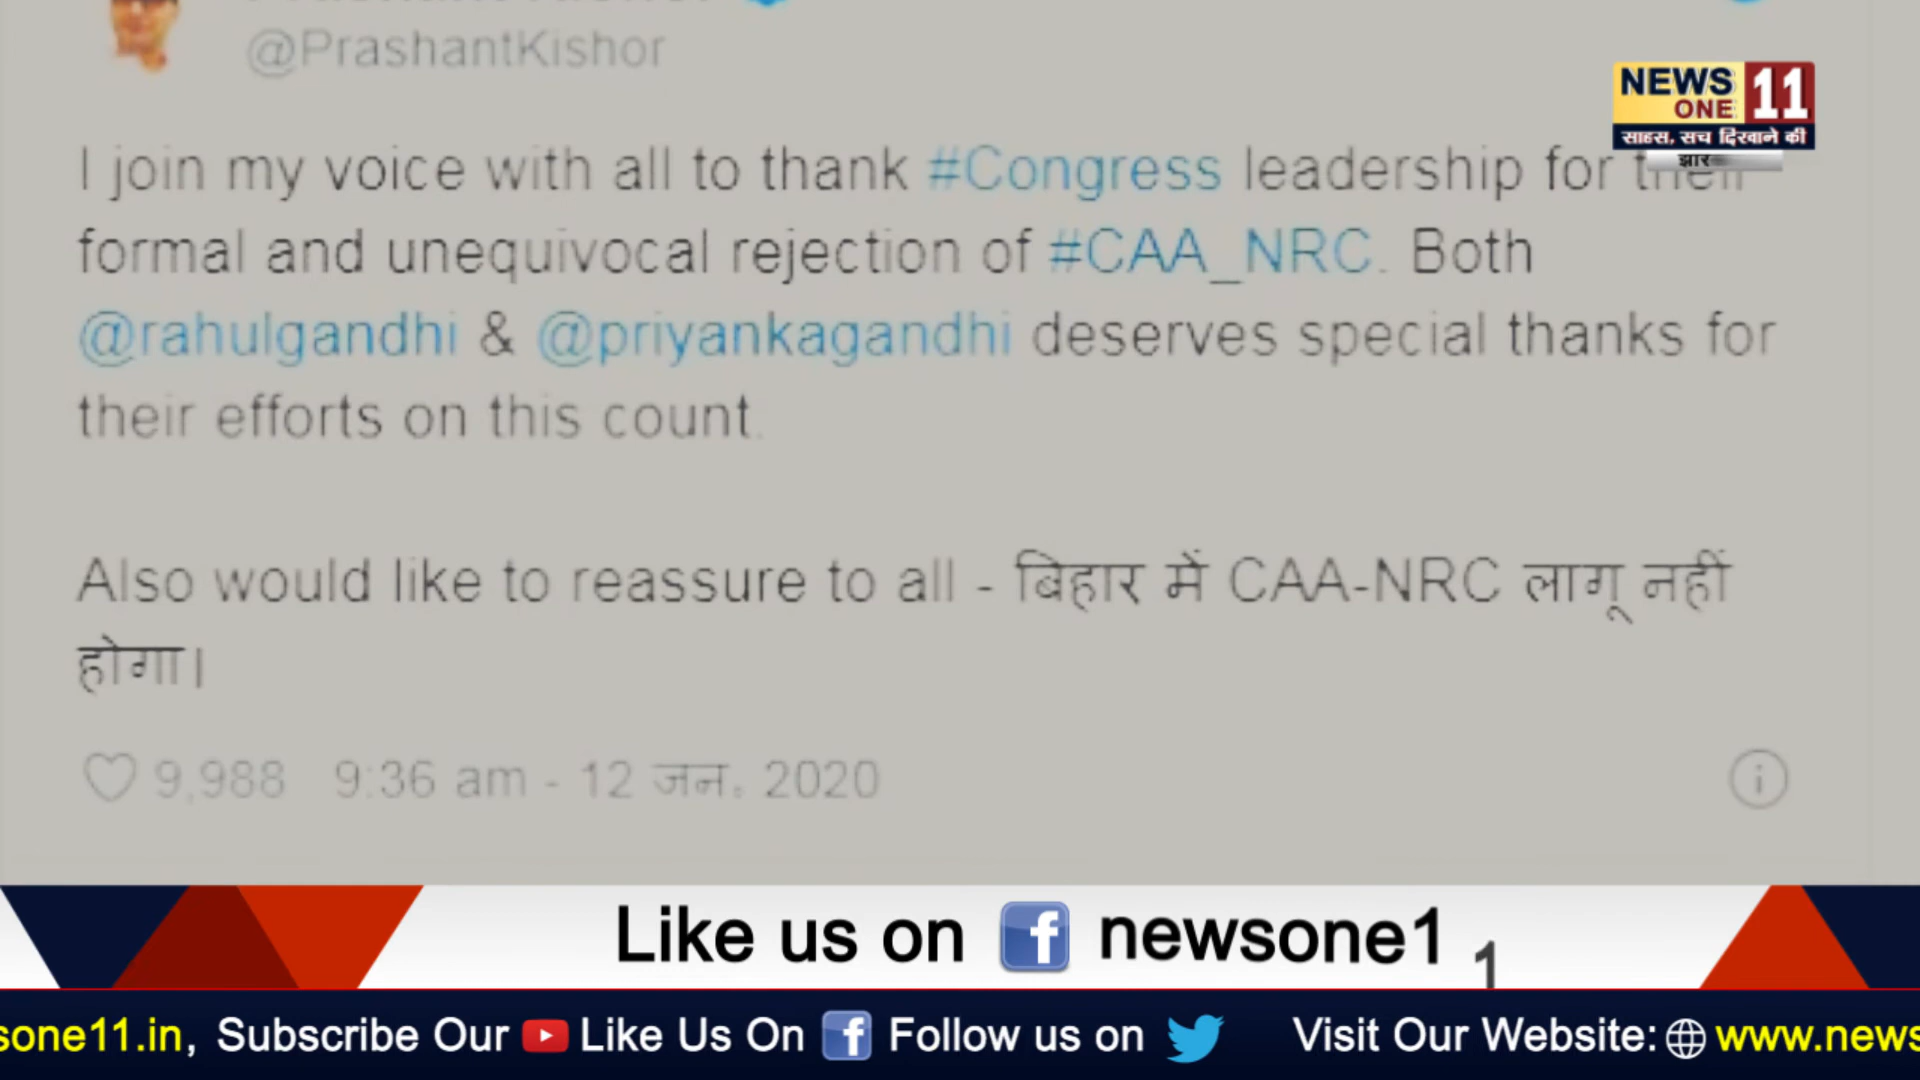 @PrashantKishor
NEWS
ONE 11
साहस, सच दिखाने की
झार
I join my voice with all to thank #Congress leadership for their
formal and unequivocal rejection of #CAA_NRC. Both
@rahulgandhi & @priyankagandhi deserves special thanks for
their efforts on this count.
Also would like to reassure to all - बिहार में CAA-NRC लागू नहीं
होगा।
9,988 9:36 am - 12 जन. 2020
Like us on newsone1 1
sone11.in, Subscribe Our Like Us On Follow us on Visit Our Website: www.news